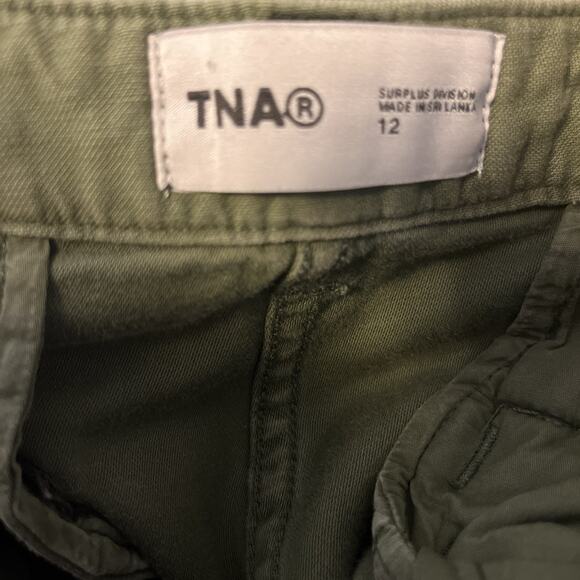 TNA®
SURPLUS DIVISION
MADE IN SRI LANKA
12